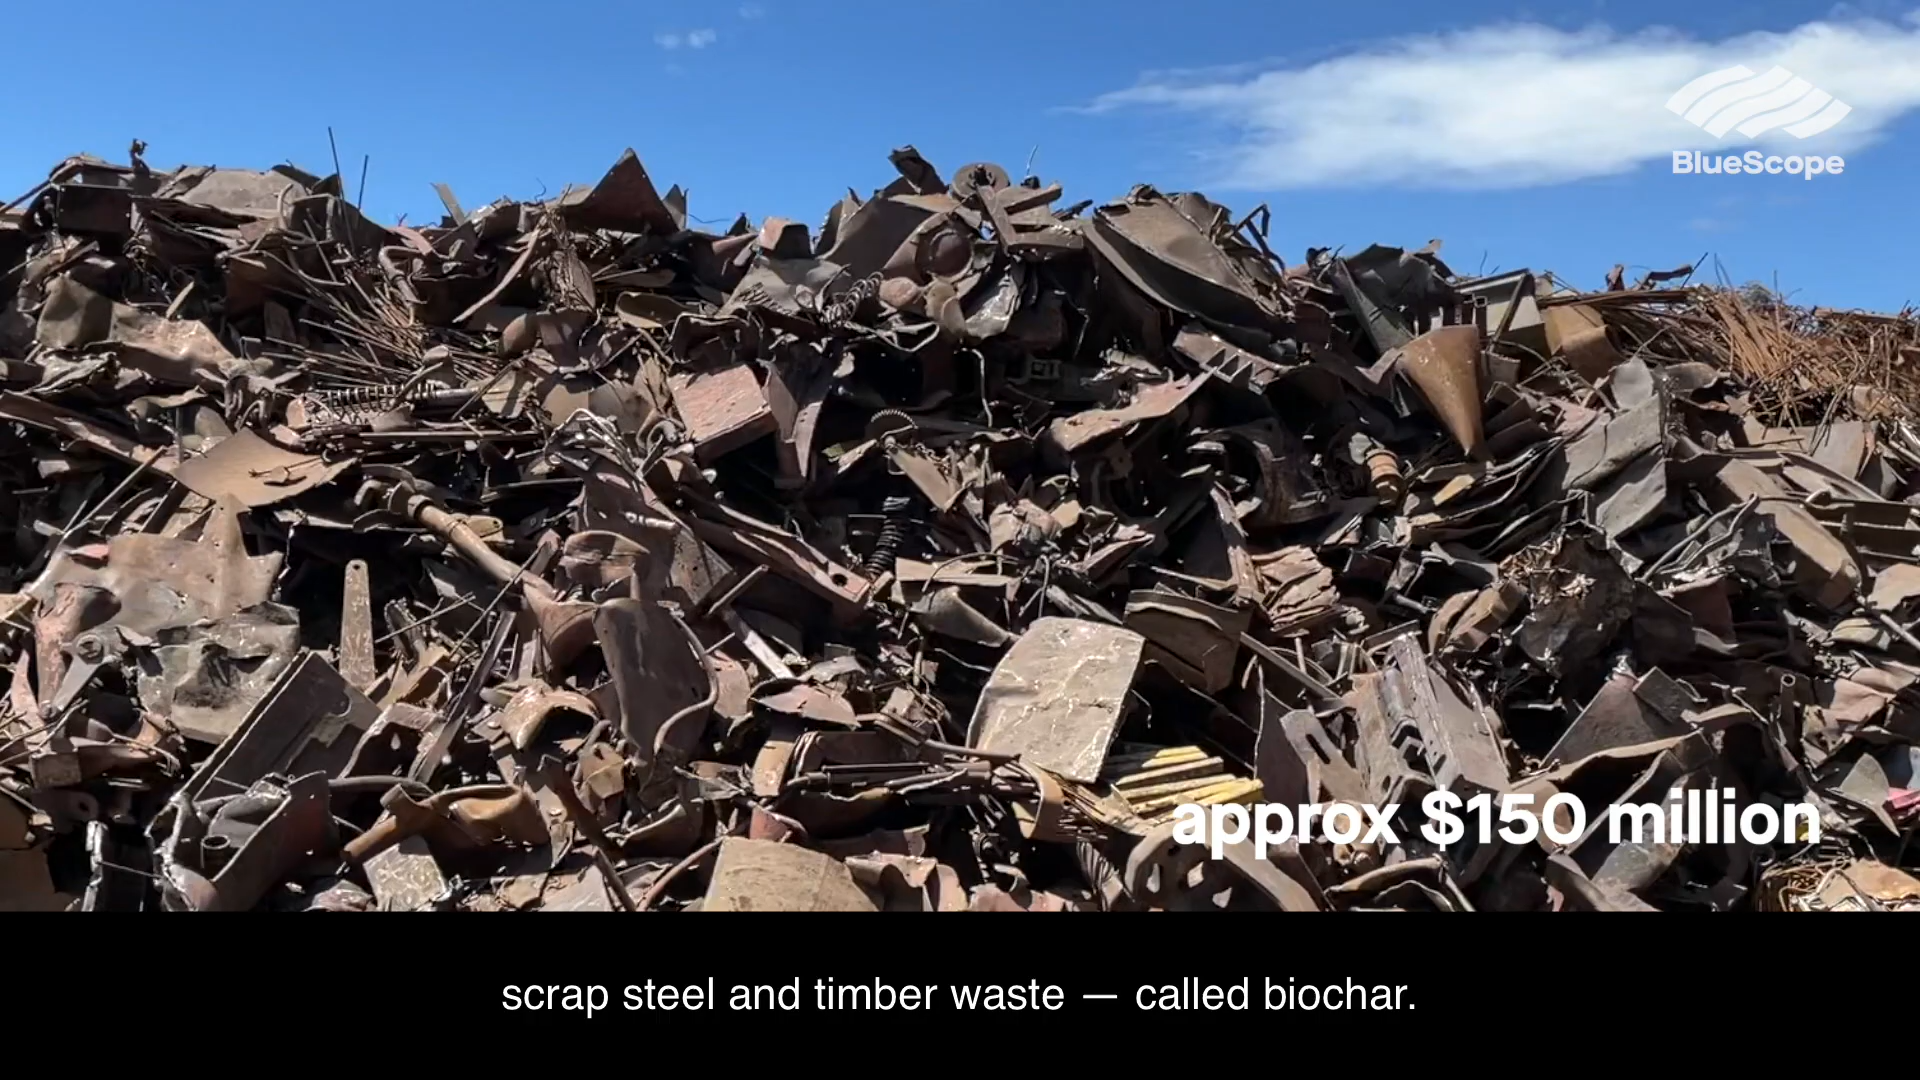 BlueScope
approx $150 million
scrap steel and timber waste — called biochar.